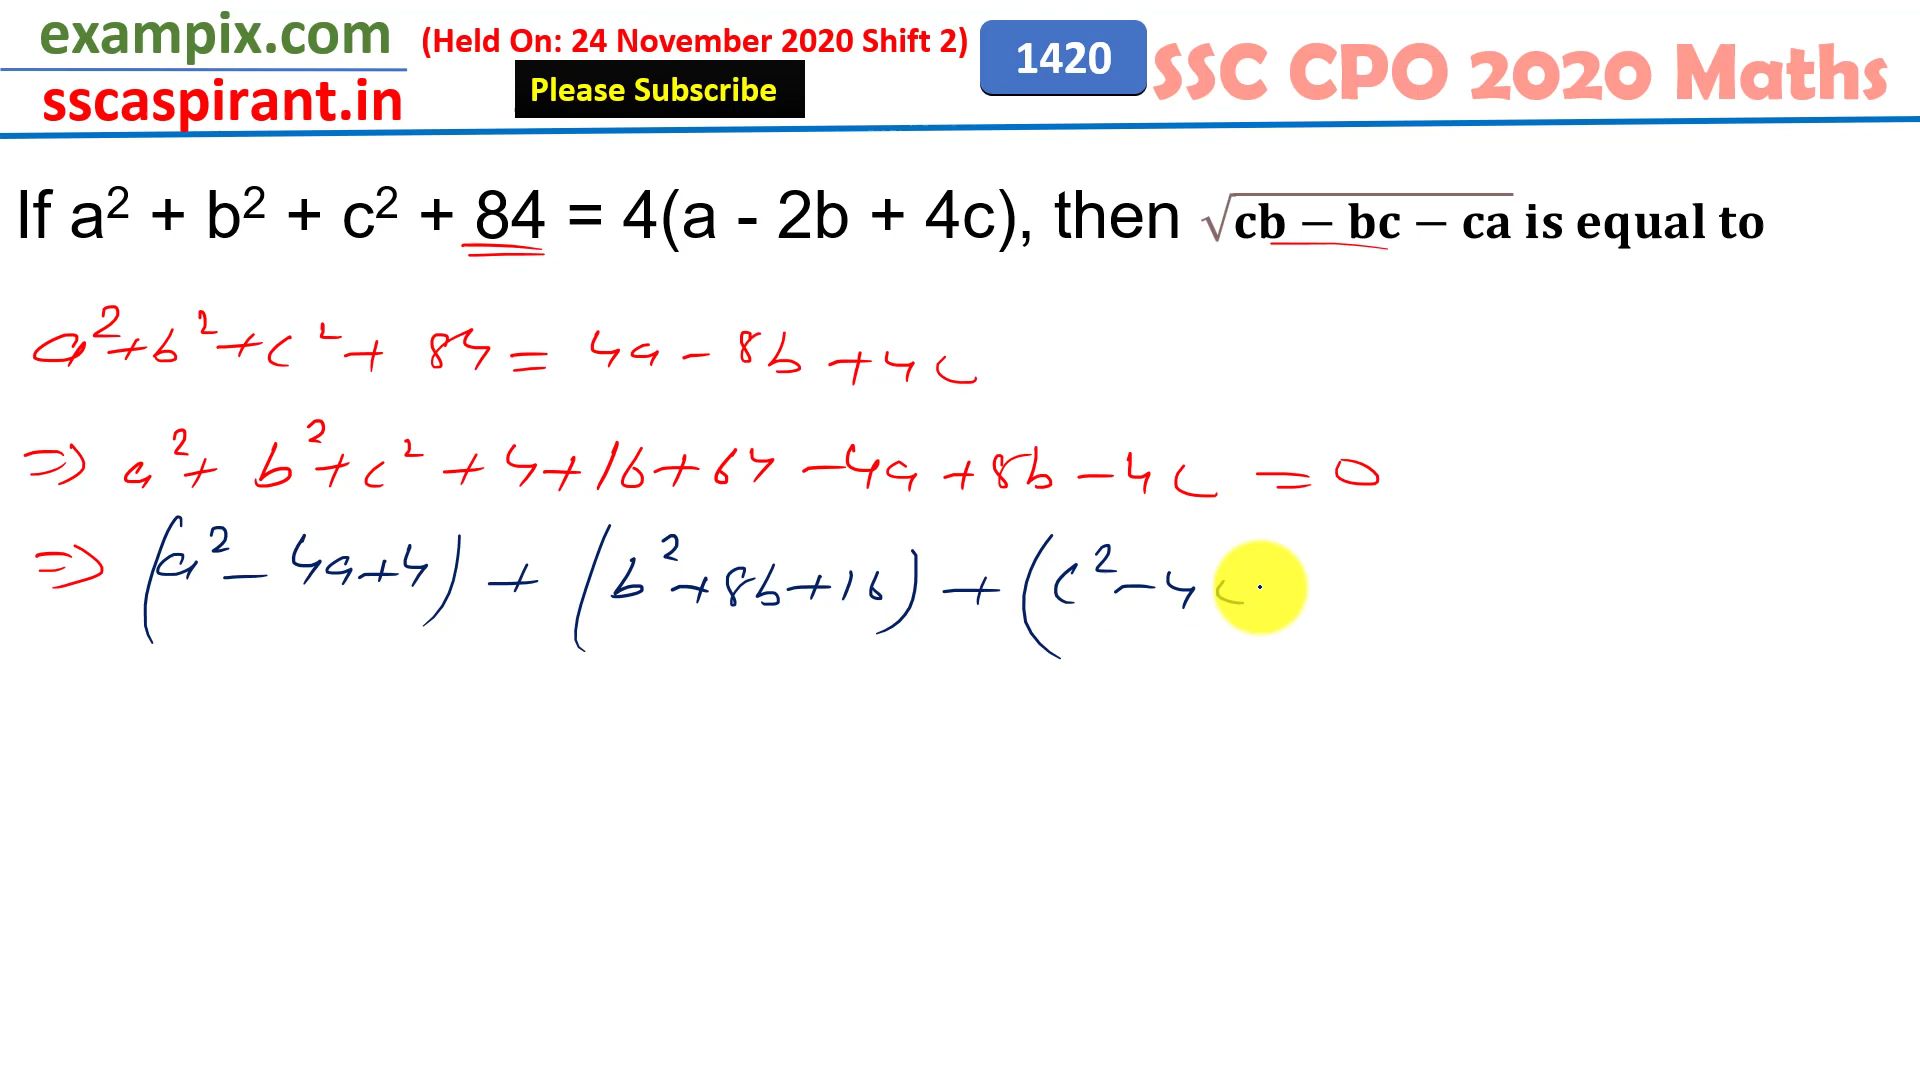 exampix.com
sscaspirant.in
(Held On: 24 November 2020 Shift 2)
Please Subscribe
1420
SSC CPO 2020 Maths
If a² + b² + c² + 84 = 4(a - 2b + 4c), then √cb − bc − ca is equal to
a²+b²+c²+ 84 = 4a - 8b +4c
⇒ a²+ b²+c² +4+16+64 -4a +8b -4c = 0
⇒ (a² - 4a+4) + (b²+8b+16) + (c² - 4c